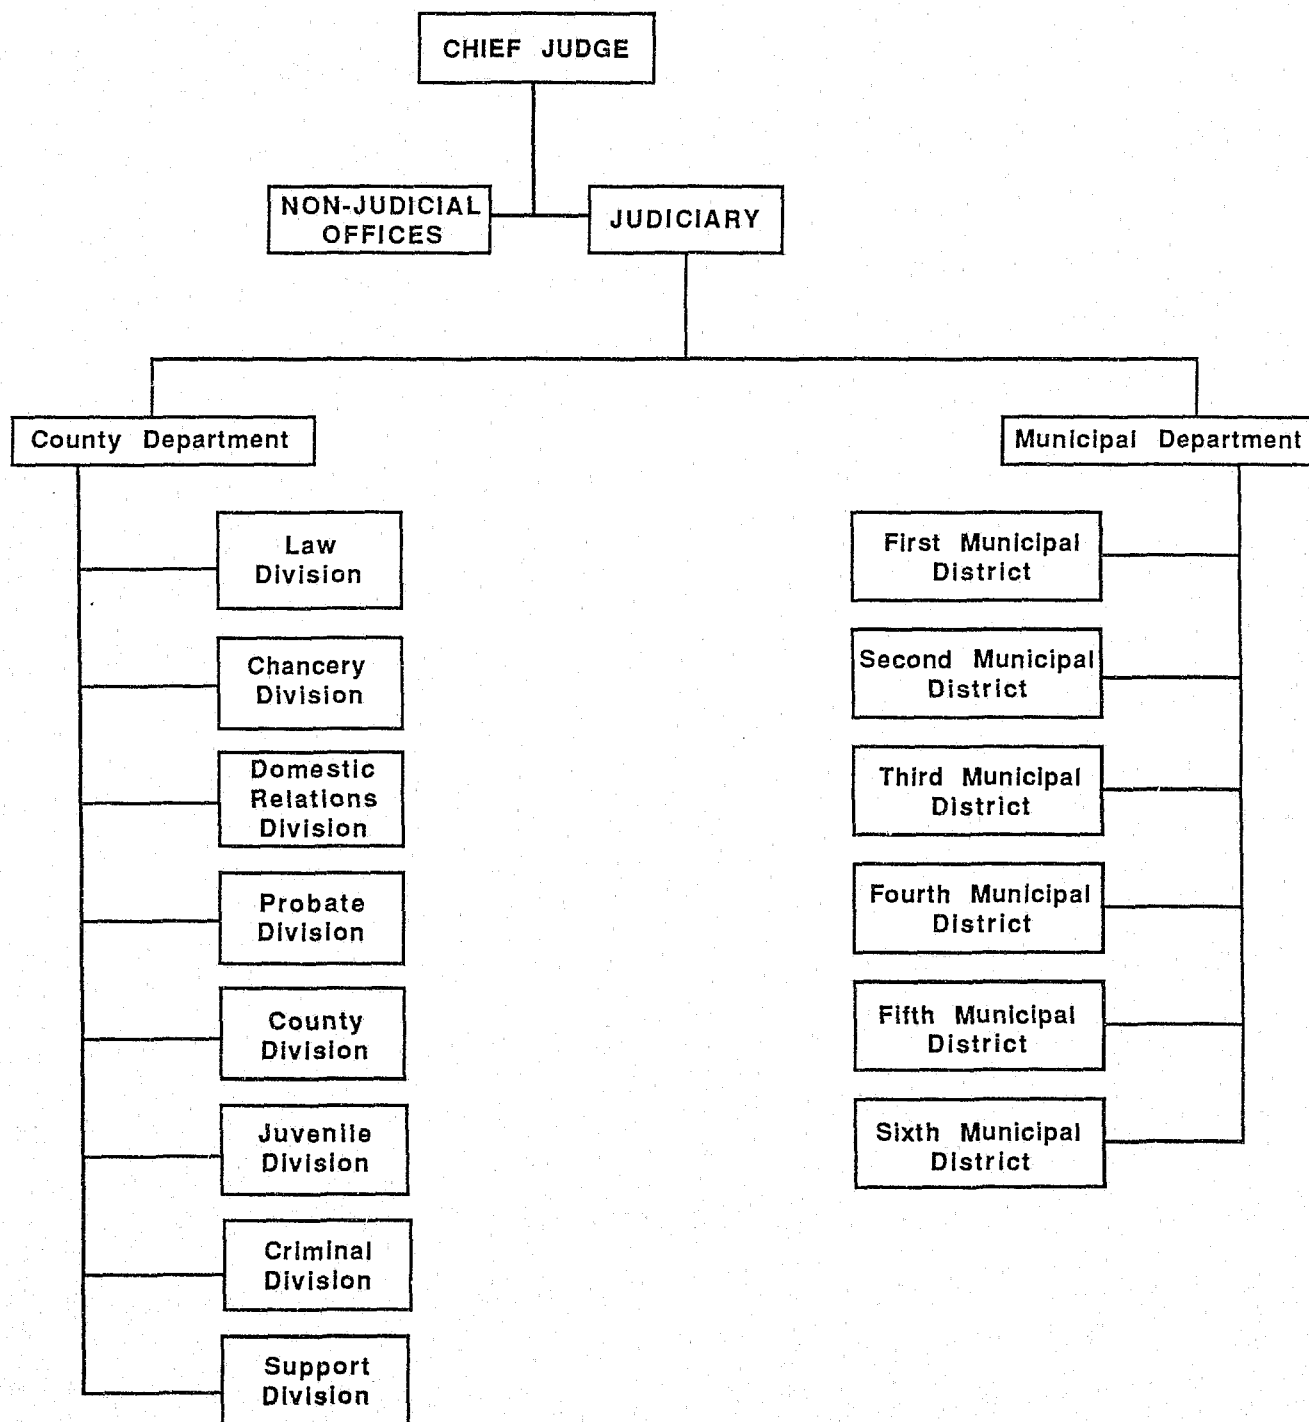 CHIEF JUDGE
NON-JUDICIAL
OFFICES
JUDICIARY
County Department
Municipal Department
Law
Division
Chancery
Division
Domestic
Relations
Division
Probate
Division
County
Division
Juvenile
Division
Criminal
Division
Support
Division
First Municipal
District
Second Municipal
District
Third Municipal
District
Fourth Municipal
District
Fifth Municipal
District
Sixth Municipal
District